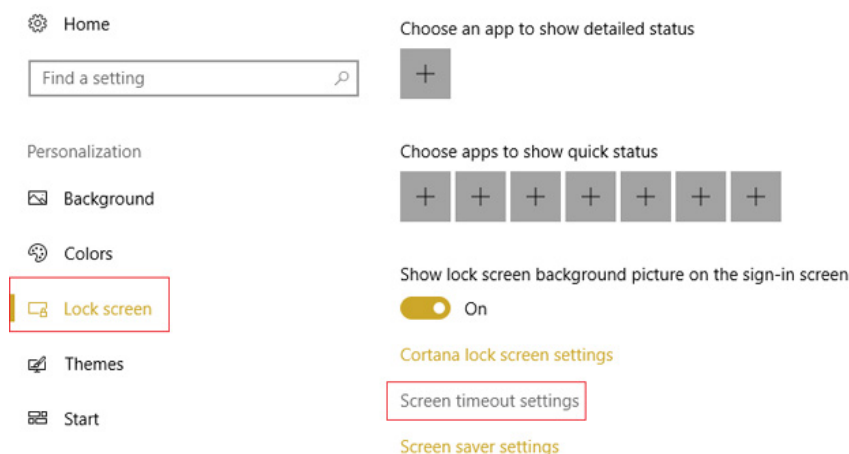 Home
Find a setting
Personalization
Background
Colors
Lock screen
Themes
Start
Choose an app to show detailed status
Choose apps to show quick status
Show lock screen background picture on the sign-in screen
On
Cortana lock screen settings
Screen timeout settings
Screen saver settings